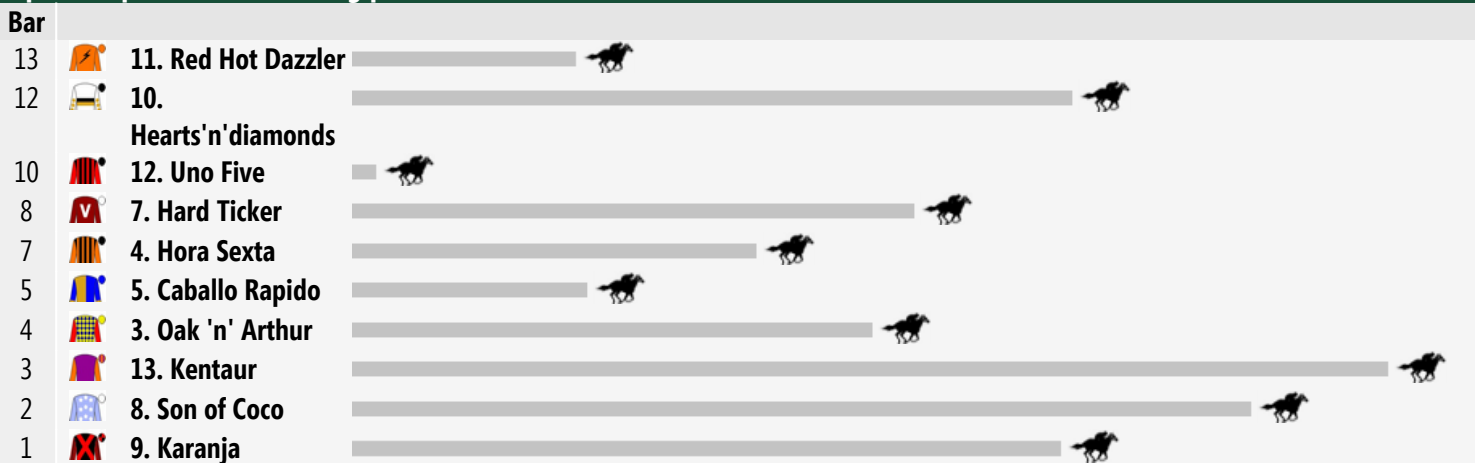 Bar
13 11. Red Hot Dazzler
12 10.
Hearts'n'diamonds
10 12. Uno Five
8 V 7. Hard Ticker
7 4. Hora Sexta
5 5. Caballo Rapido
4 3. Oak 'n' Arthur
3 13. Kentaur
2 8. Son of Coco
1 9. Karanja